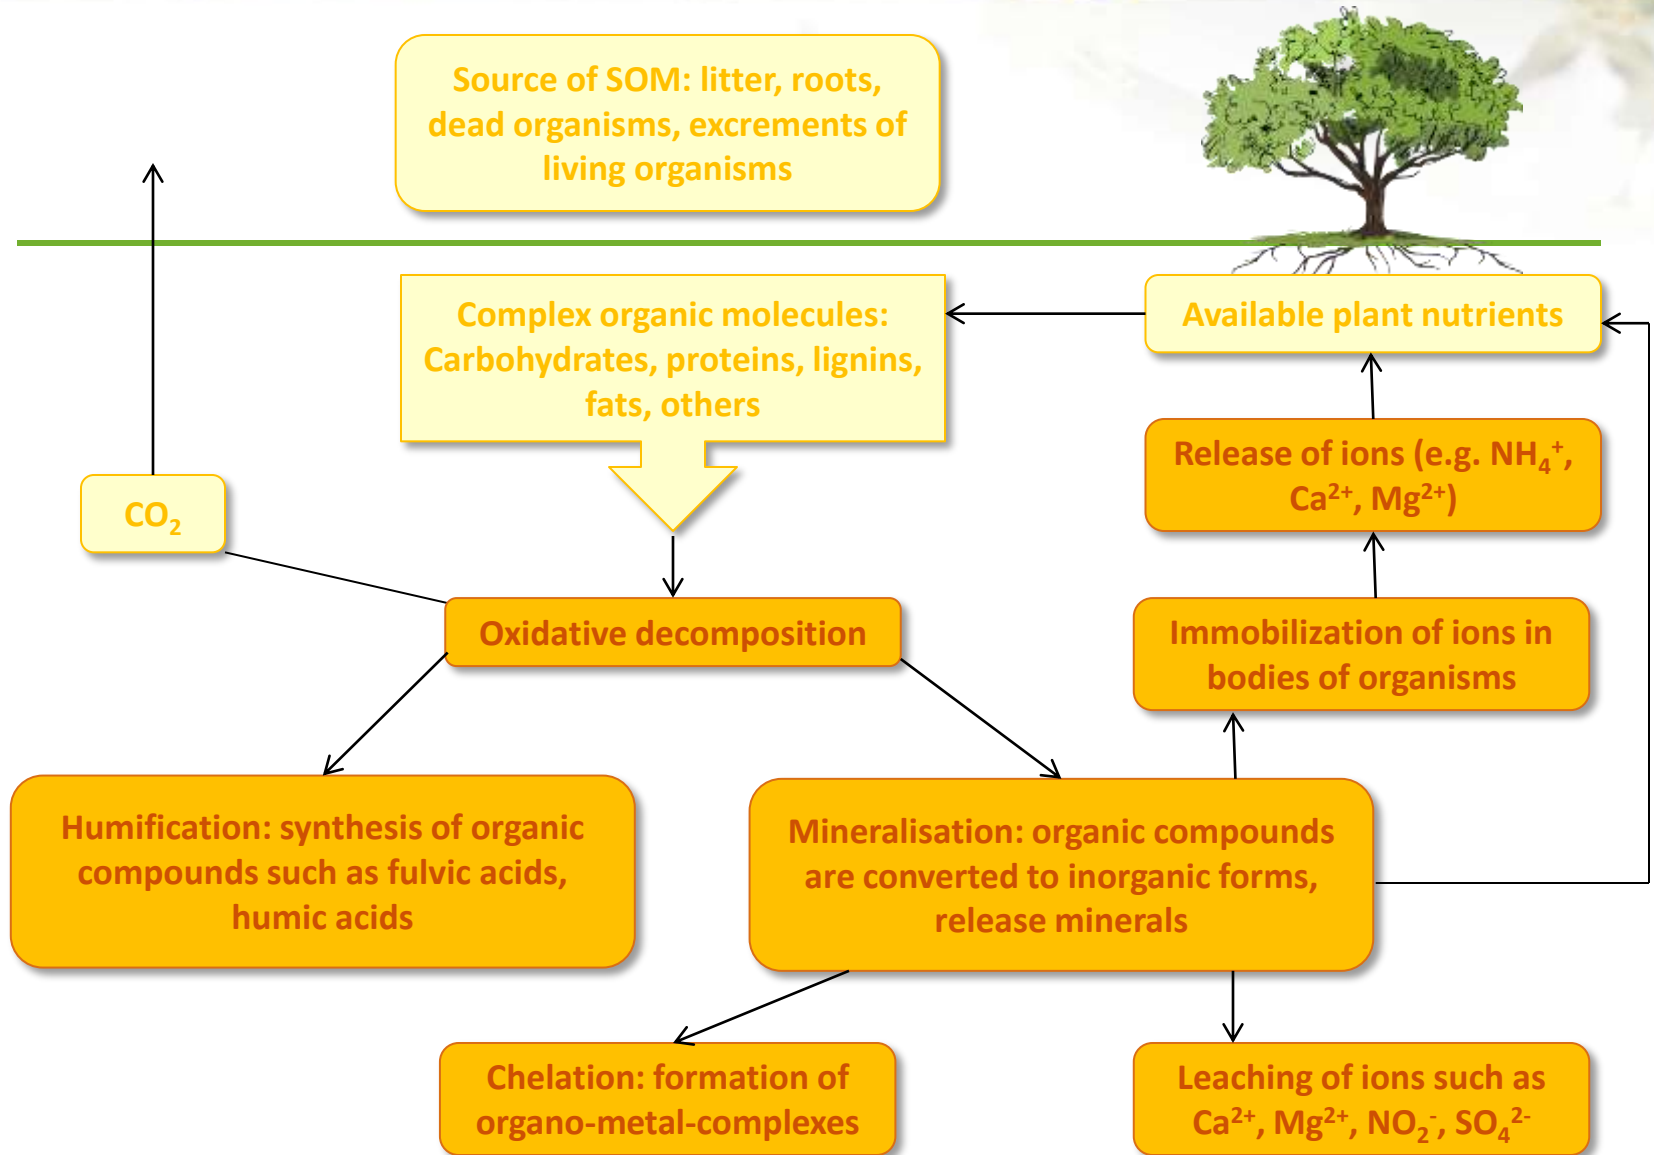 Source of SOM: litter, roots,
dead organisms, excrements of
living organisms
Complex organic molecules:
Carbohydrates, proteins, lignins,
fats, others
Available plant nutrients
Release of ions (e.g. NH₄⁺,
Ca²⁺, Mg²⁺)
CO₂
Oxidative decomposition
Immobilization of ions in
bodies of organisms
Humification: synthesis of organic
compounds such as fulvic acids,
humic acids
Mineralisation: organic compounds
are converted to inorganic forms,
release minerals
Chelation: formation of
organo-metal-complexes
Leaching of ions such as
Ca²⁺, Mg²⁺, NO₂⁻, SO₄²⁻